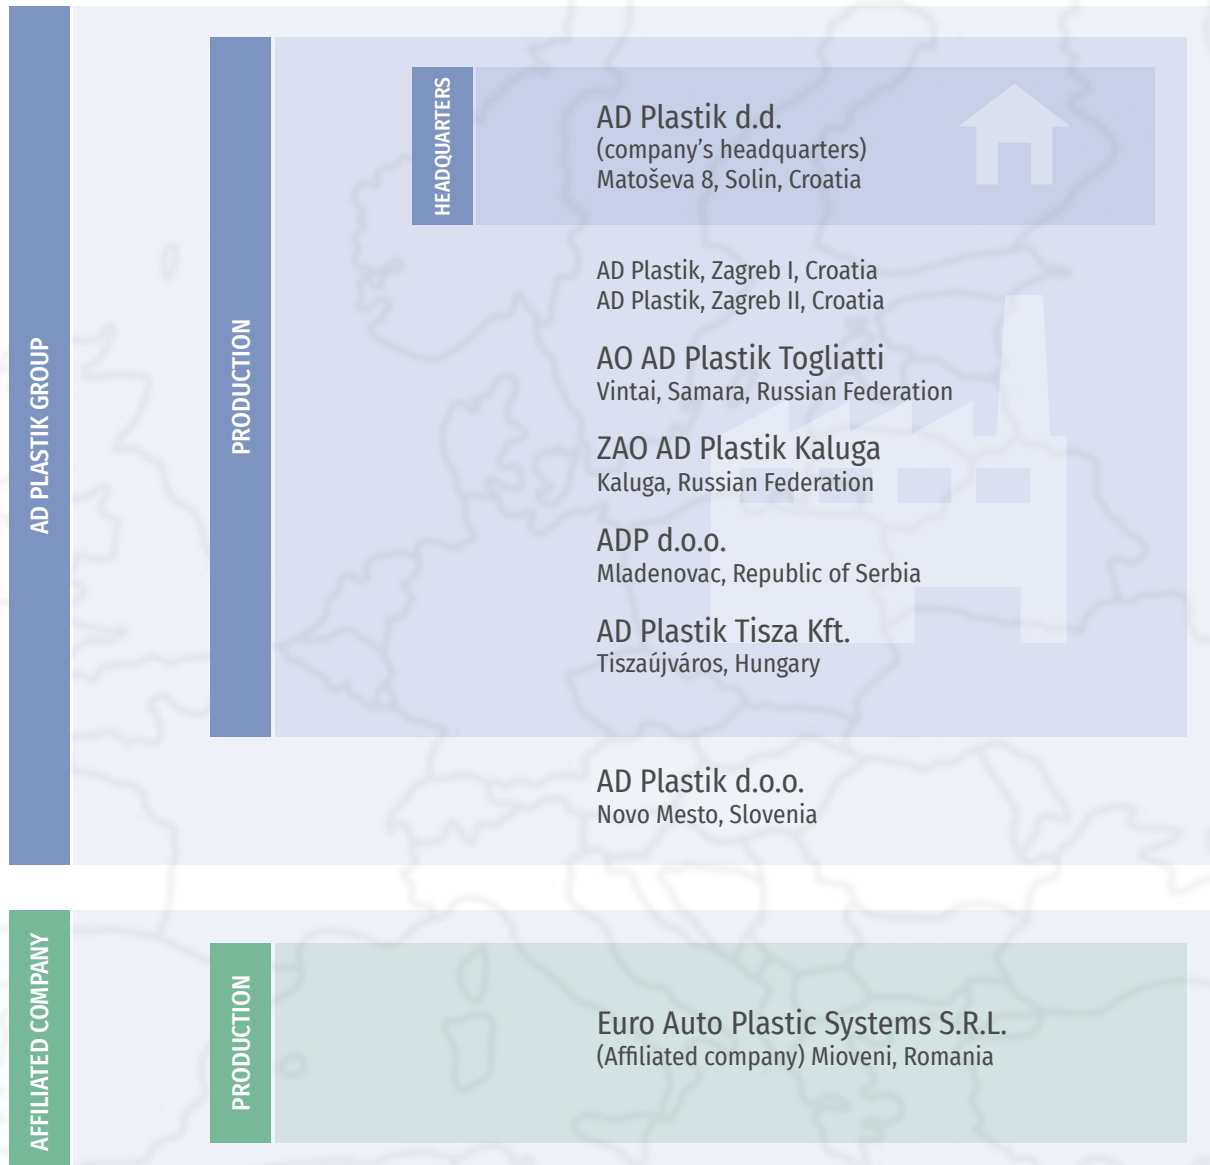 AD PLASTIK GROUP
PRODUCTION
HEADQUARTERS
AD Plastik d.d.
(company's headquarters)
Matoševa 8, Solin, Croatia
AD Plastik, Zagreb I, Croatia
AD Plastik, Zagreb II, Croatia
AO AD Plastik Togliatti
Vintai, Samara, Russian Federation
ZAO AD Plastik Kaluga
Kaluga, Russian Federation
ADP d.o.o.
Mladenovac, Republic of Serbia
AD Plastik Tisza Kft.
Tiszaújváros, Hungary
AD Plastik d.o.o.
Novo Mesto, Slovenia
AFFILIATED COMPANY
PRODUCTION
Euro Auto Plastic Systems S.R.L.
(Affiliated company) Mioveni, Romania